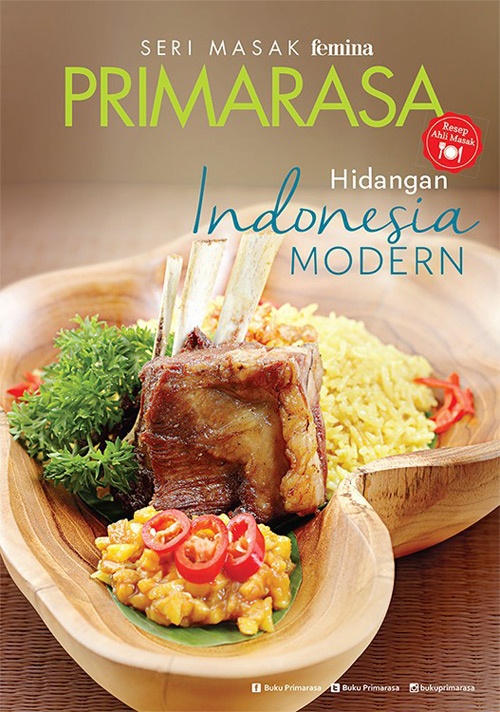 SERI MASAK femina
PRIMARASA
Resep
Ahli Masak
Hidangan
Indonesia
MODERN
Buku Primarasa
Buku Primarasa
bukuprimarasa